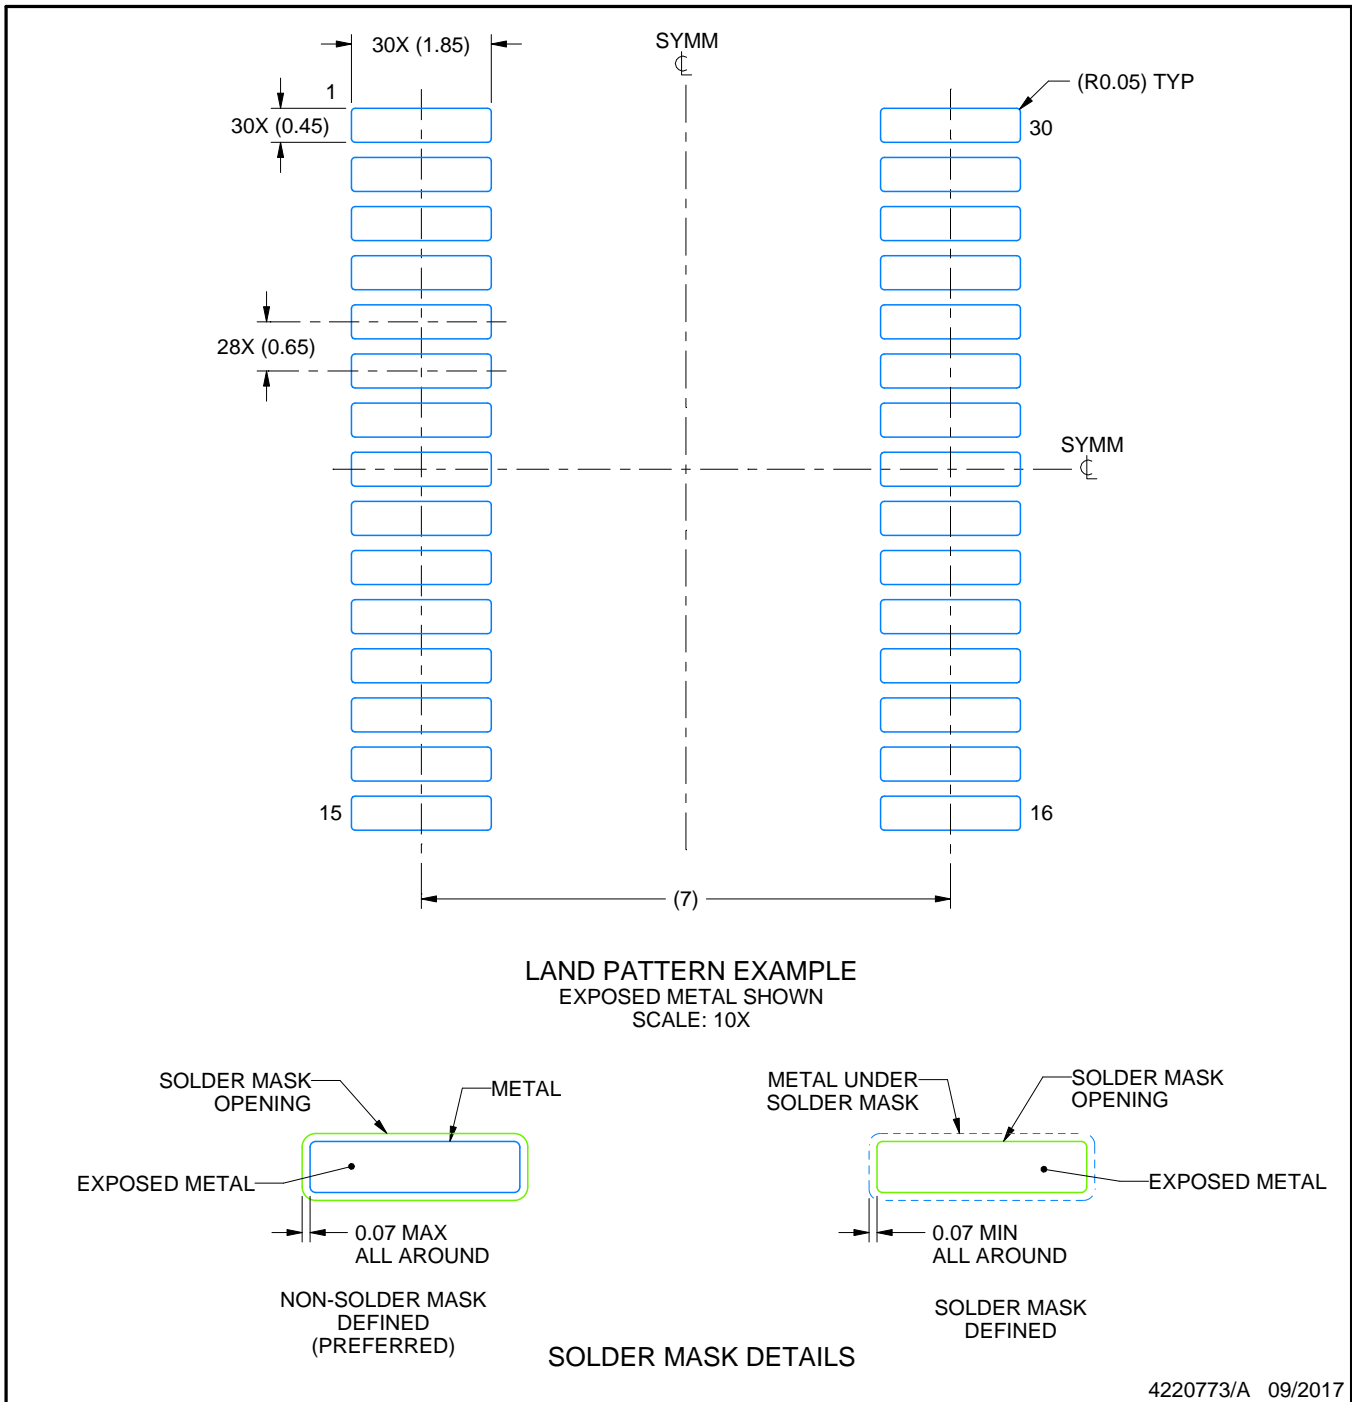 30X (1.85)
SYMM
(R0.05) TYP
1
30X (0.45)
30
28X (0.65)
SYMM
15
16
(7)
LAND PATTERN EXAMPLE
EXPOSED METAL SHOWN
SCALE: 10X
SOLDER MASK
OPENING
METAL
EXPOSED METAL
0.07 MAX
ALL AROUND
NON-SOLDER MASK
DEFINED
(PREFERRED)
METAL UNDER
SOLDER MASK
SOLDER MASK
OPENING
EXPOSED METAL
0.07 MIN
ALL AROUND
SOLDER MASK
DEFINED
SOLDER MASK DETAILS
4220773/A 09/2017